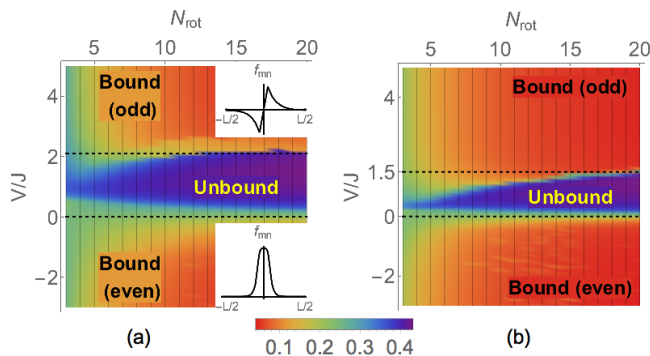 N_rot
N_rot
5 10 15 20
5 10 15 20
V/J
4
2
0
−2
Bound
(odd)
Unbound
Bound
(even)
f_mn
−L/2 L/2
f_mn
−L/2 L/2
(a)
V/J
4
1.5
0
−2
Bound (odd)
Unbound
Bound (even)
(b)
0.1 0.2 0.3 0.4